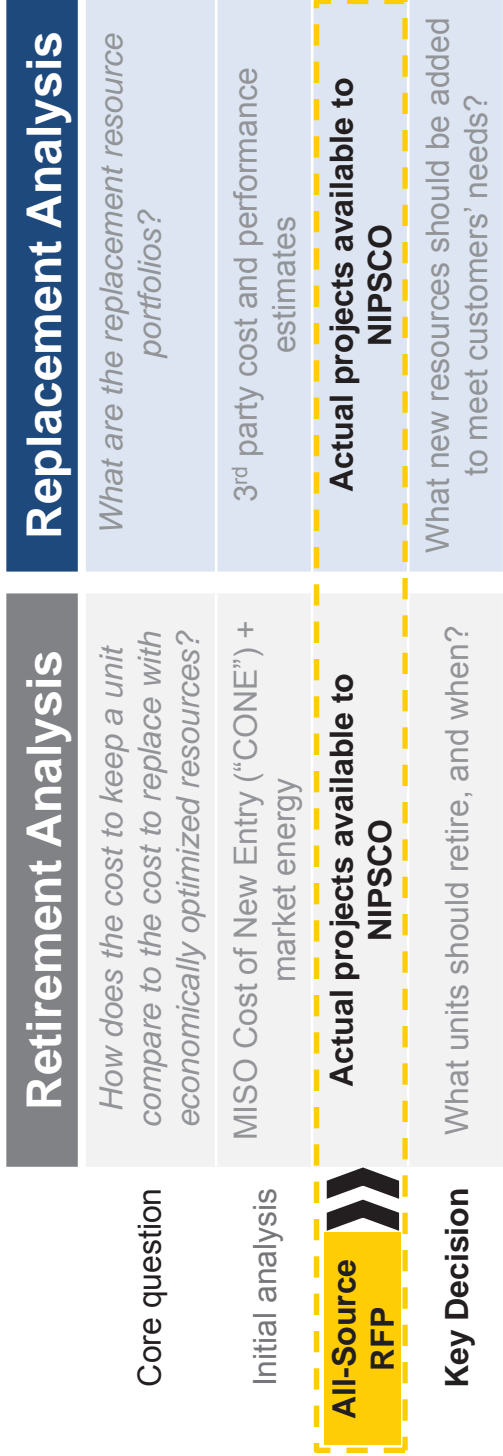 Retirement Analysis
Replacement Analysis
Core question
How does the cost to keep a unit
compare to the cost to replace with
economically optimized resources?
What are the replacement resource
portfolios?
Initial analysis
MISO Cost of New Entry (“CONE”) +
market energy
3rd party cost and performance
estimates
All-Source
RFP
Actual projects available to
NIPSCO
Actual projects available to
NIPSCO
Key Decision
What units should retire, and when?
What new resources should be added
to meet customers’ needs?